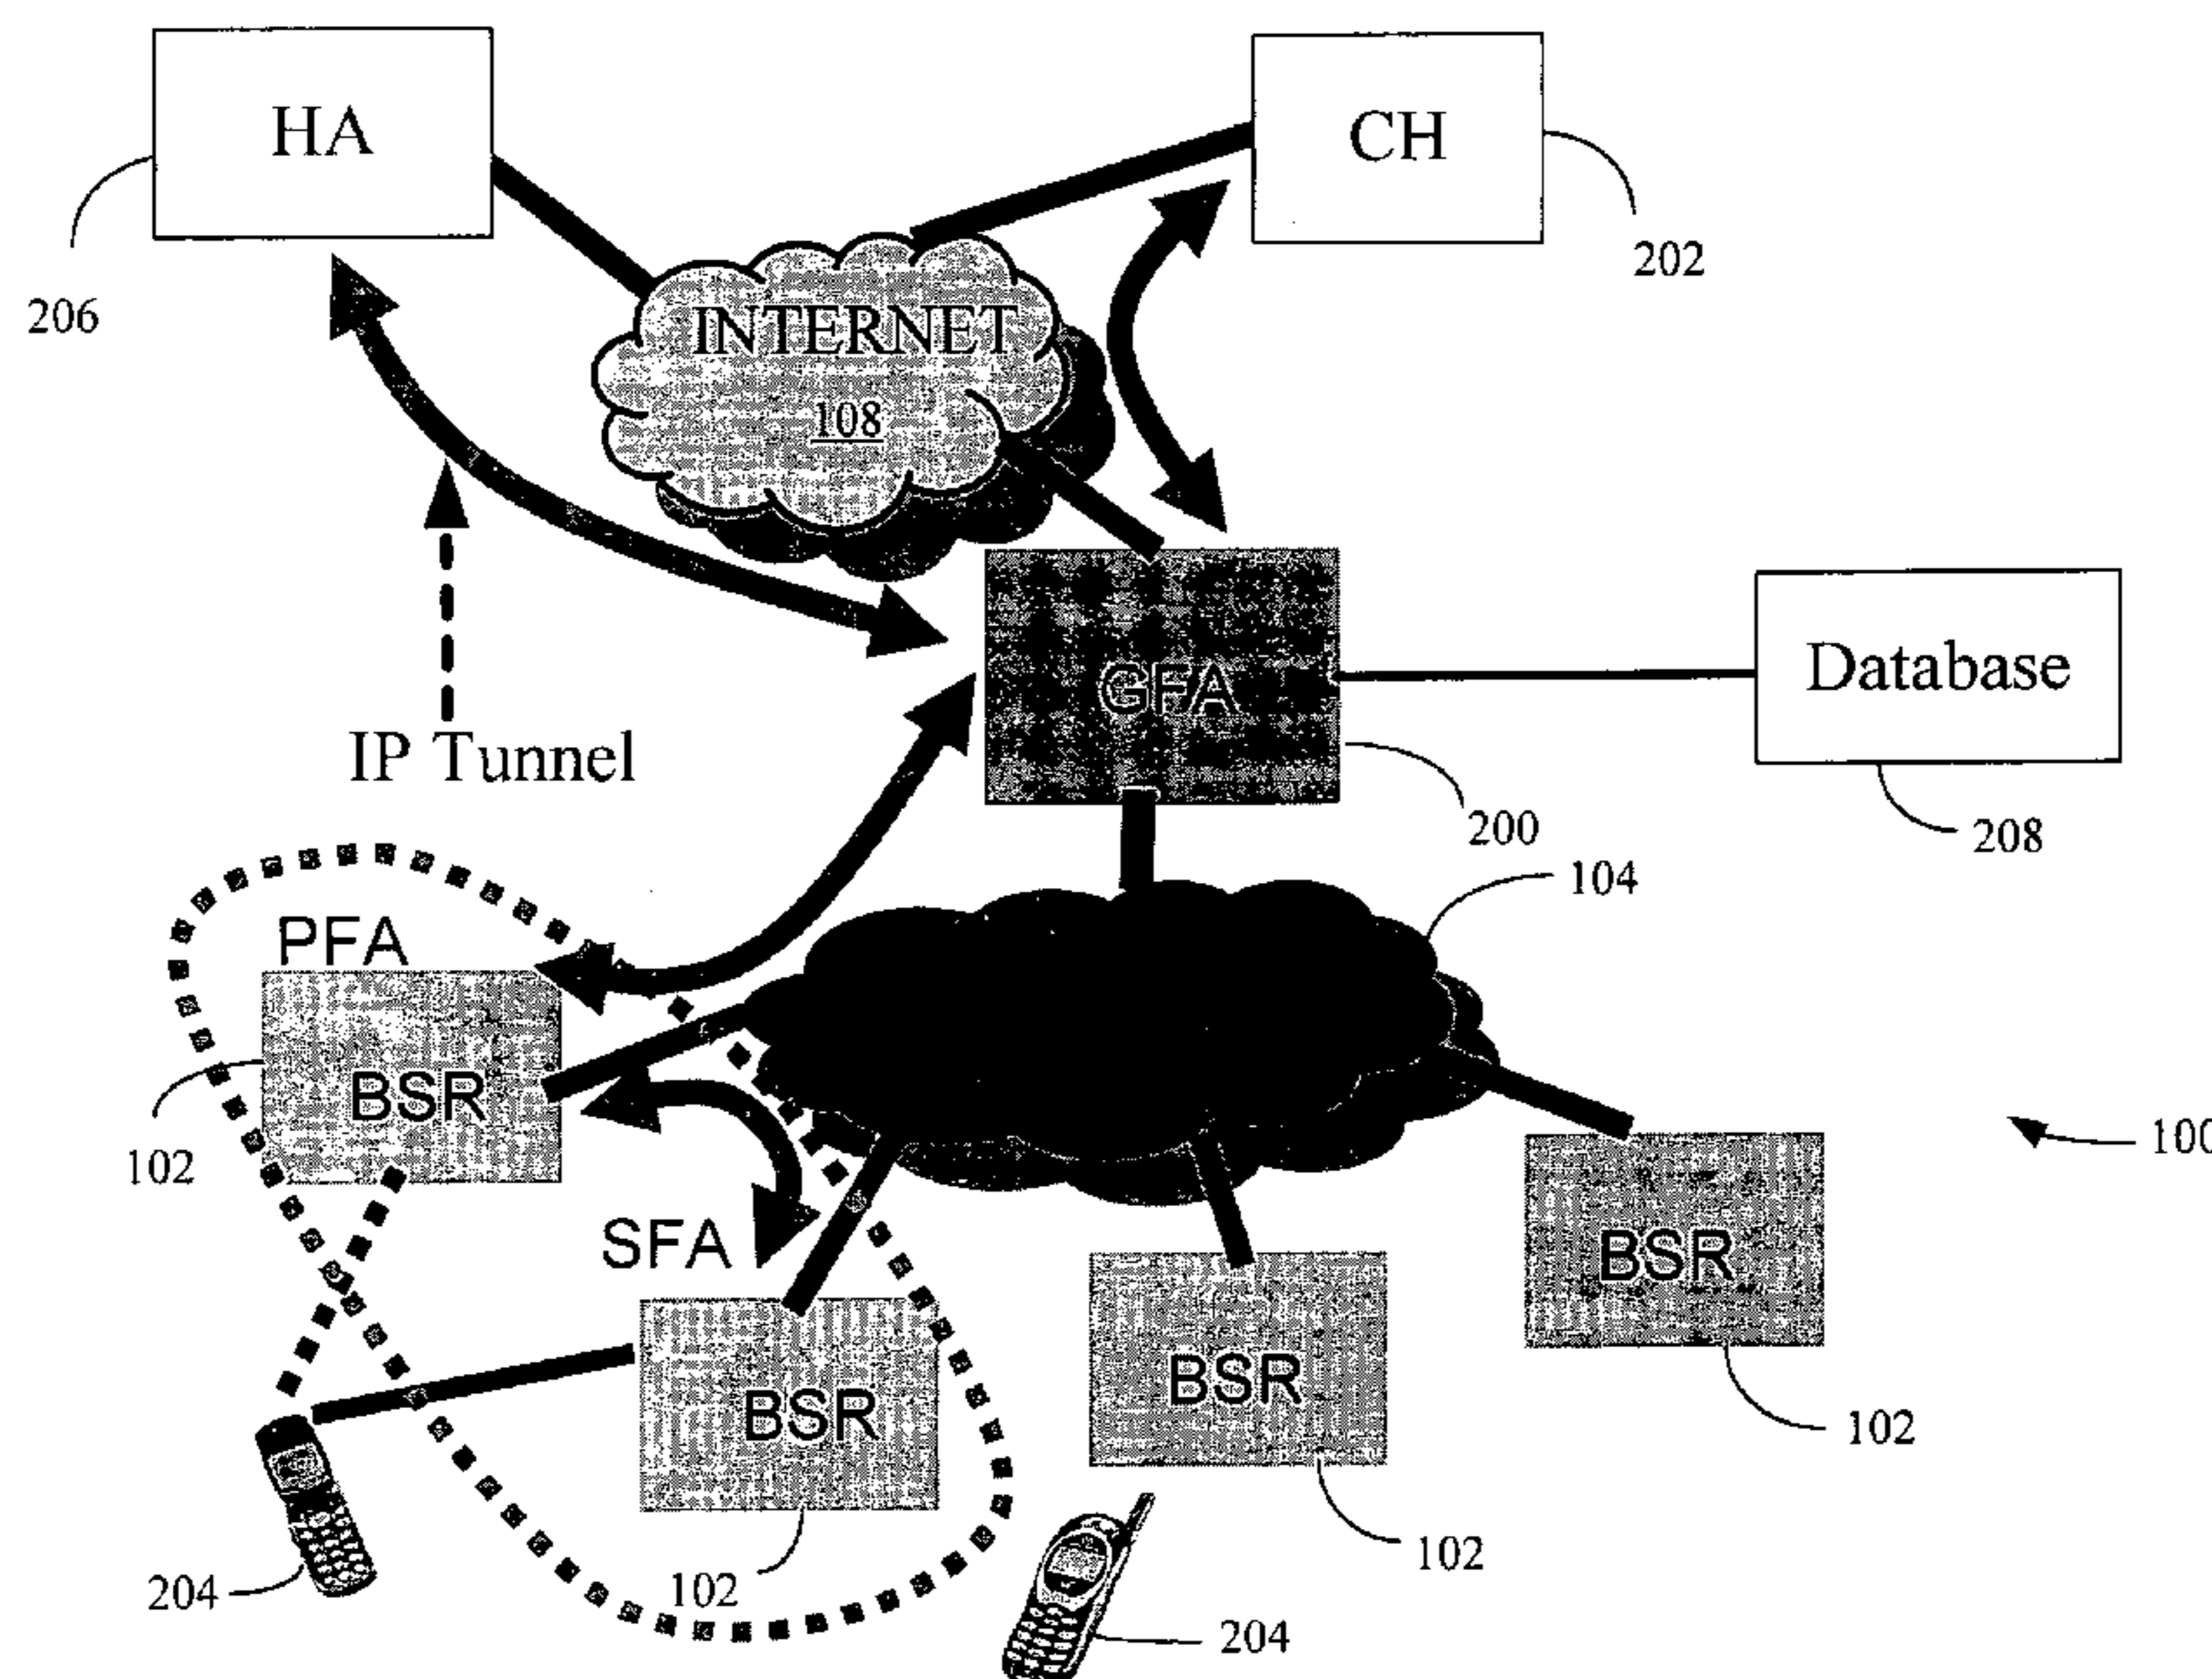 HA
CH
202
206
INTERNET
108
GFA
Database
IP Tunnel
200
208
104
PFA
BSR
102
100
SFA
BSR
BSR
BSR
102
102
102
204
204